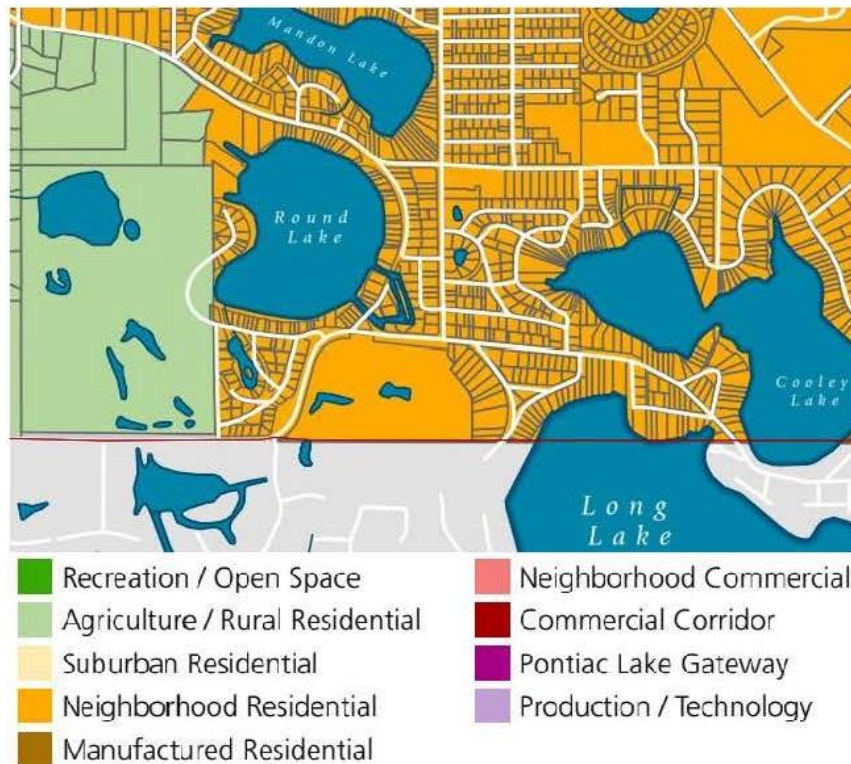 Mandon Lake
Round
Lake
Cooley
Lake
Long
Lake
Recreation / Open Space
Agriculture / Rural Residential
Suburban Residential
Neighborhood Residential
Manufactured Residential
Neighborhood Commercial
Commercial Corridor
Pontiac Lake Gateway
Production / Technology